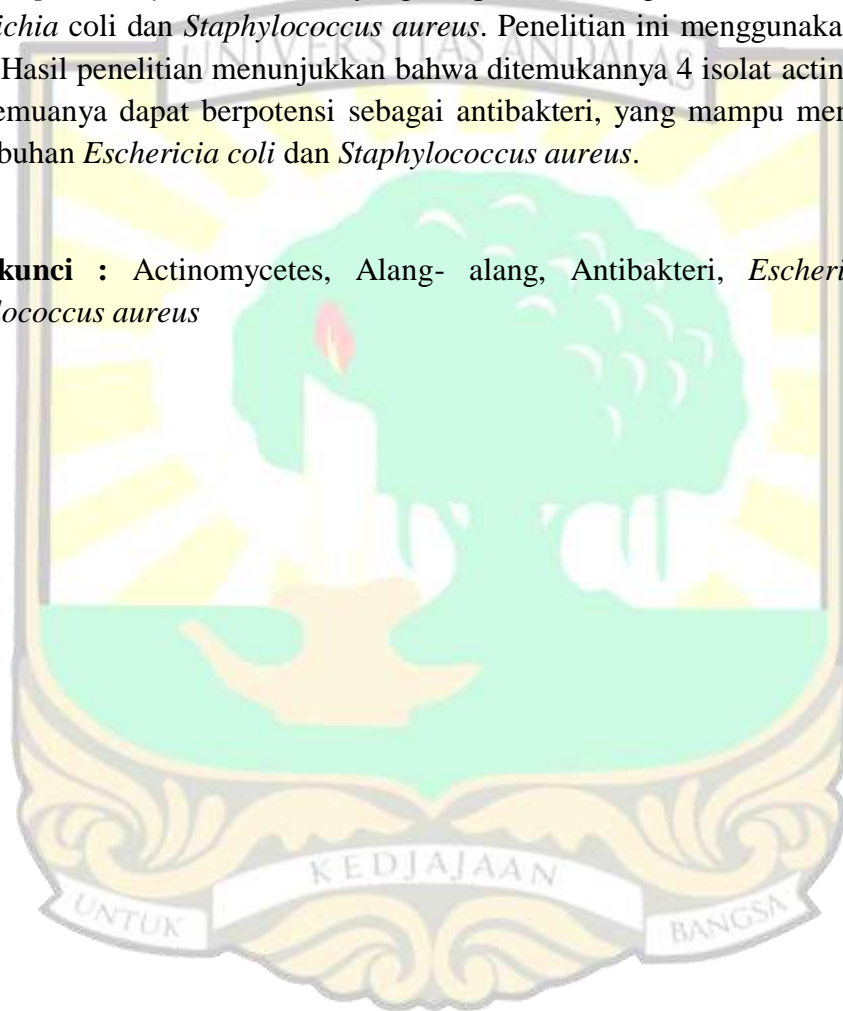 ichia coli dan Staphylococcus aureus. Penelitian ini menggunaka
Hasil penelitian menunjukkan bahwa ditemukannya 4 isolat actin
emuanya dapat berpotensi sebagai antibakteri, yang mampu men
buhan Eschericia coli dan Staphylococcus aureus.
kunci : Actinomycetes, Alang- alang, Antibakteri, Escheri
lococcus aureus
UNIVERSITAS ANDALAS
KEDJAJAAN
UNTUK
BANGSA